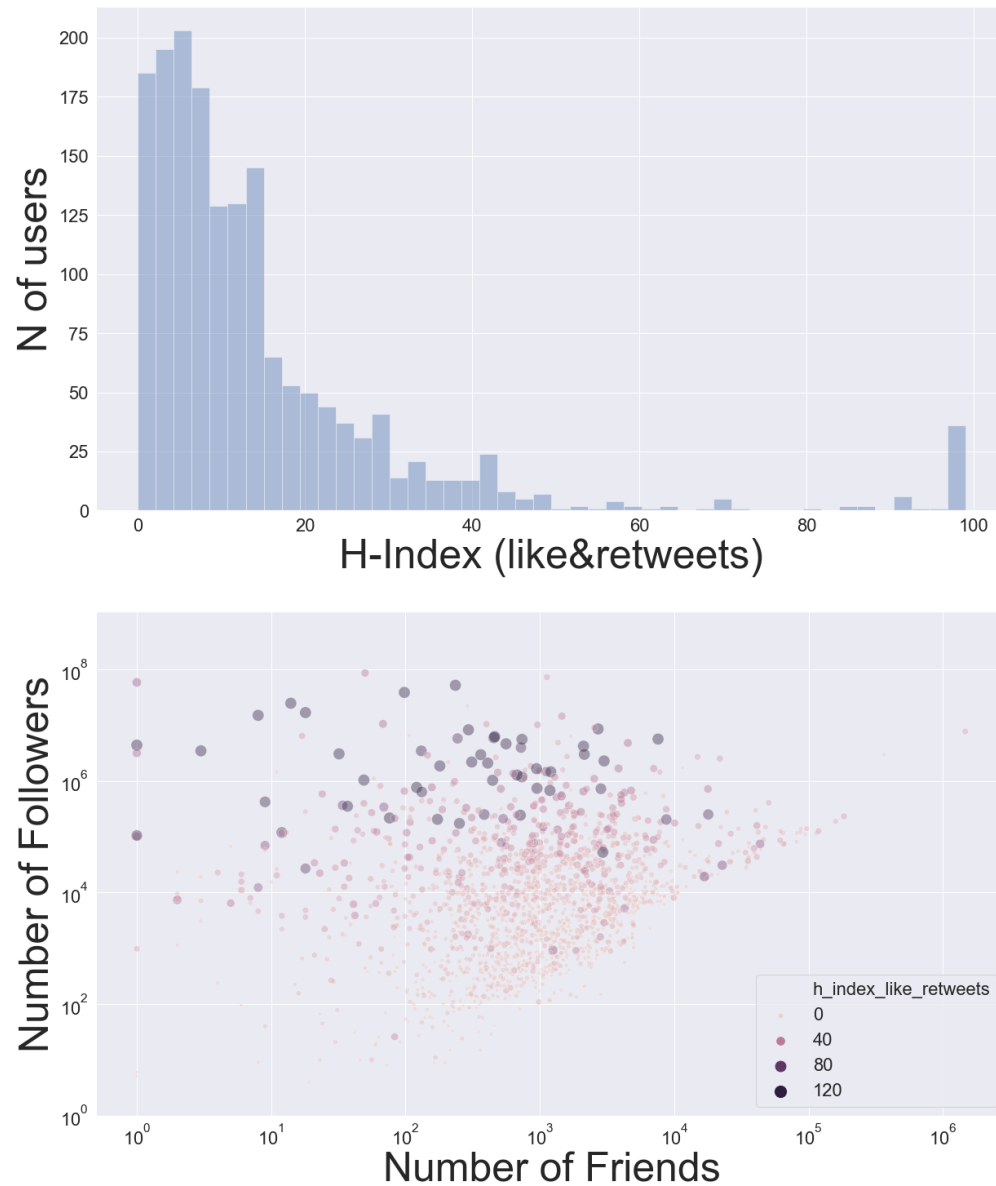 200
175
150
125
100
75
50
25
0
N of users
0 20 40 60 80 100
H-Index (like&retweets)
10^8
10^6
10^4
10^2
10^0
Number of Followers
h_index_like_retweets
0
40
80
120
10^0 10^1 10^2 10^3 10^4 10^5 10^6
Number of Friends